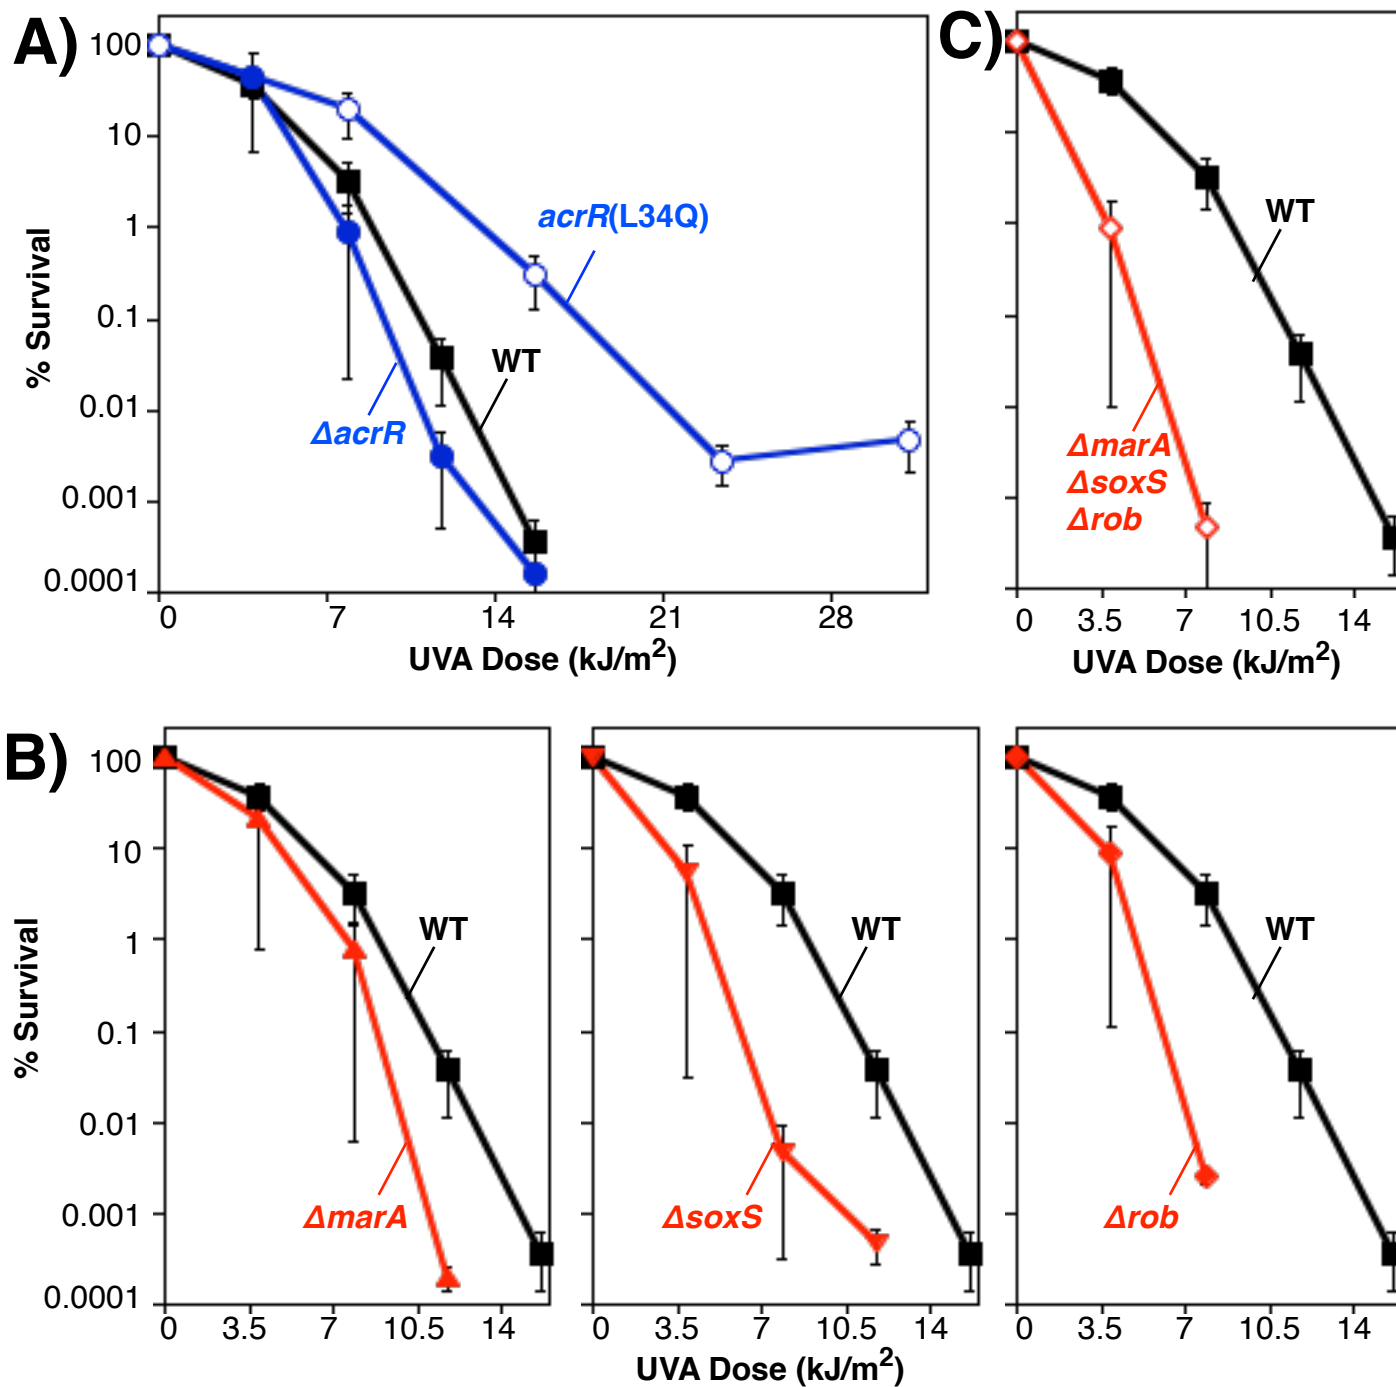 A)
100
10
1
0.1
0.01
0.001
0.0001
% Survival
acrR(L34Q)
WT
ΔacrR
0 7 14 21 28
UVA Dose (kJ/m²)
C)
WT
ΔmarA
ΔsoxS
Δrob
0 3.5 7 10.5 14
UVA Dose (kJ/m²)
B)
100
10
1
0.1
0.01
0.001
0.0001
% Survival
WT
ΔmarA
0 3.5 7 10.5 14
WT
ΔsoxS
0 3.5 7 10.5 14
WT
Δrob
0 3.5 7 10.5 14
UVA Dose (kJ/m²)